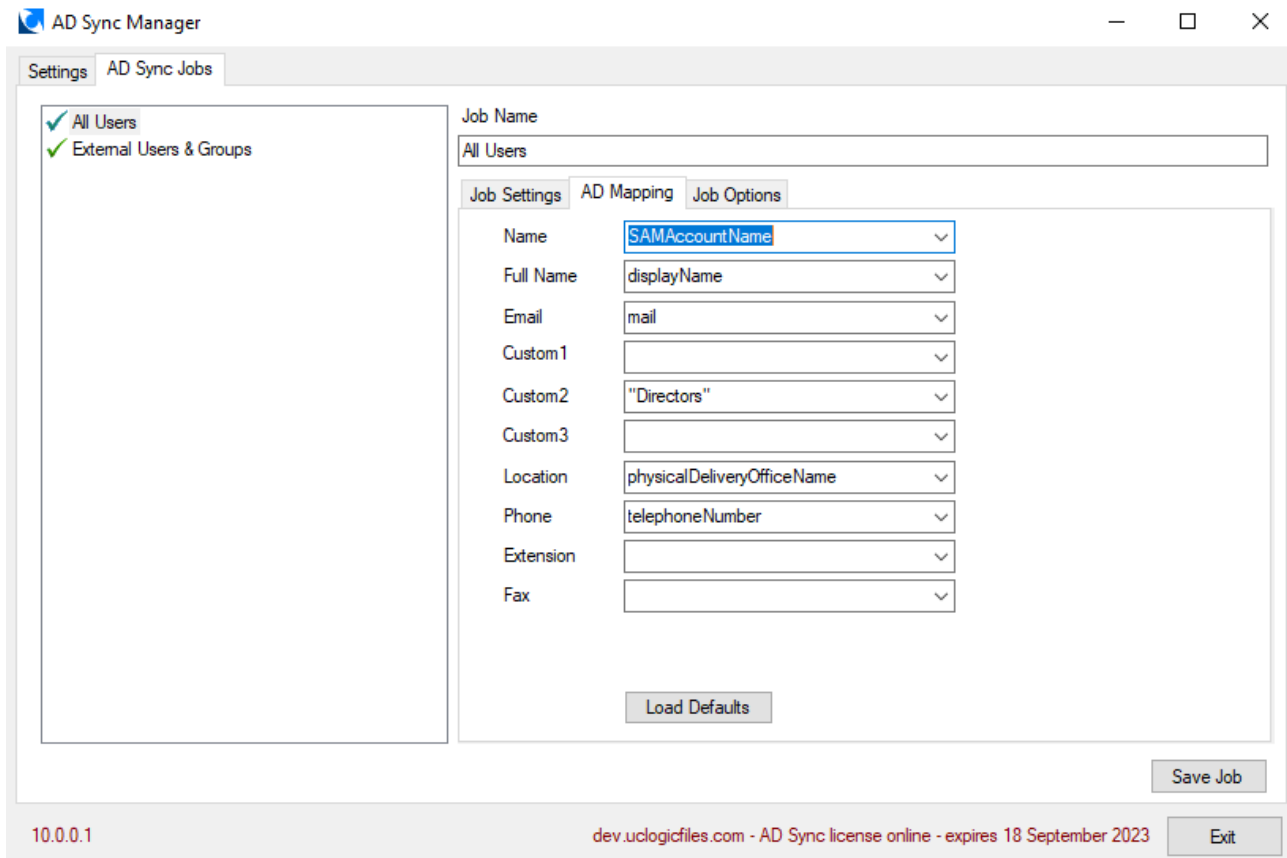 AD Sync Manager
Settings AD Sync Jobs
All Users
External Users & Groups
Job Name
All Users
Job Settings AD Mapping Job Options
Name SAMAccountName
Full Name displayName
Email mail
Custom1
Custom2 "Directors"
Custom3
Location physicalDeliveryOfficeName
Phone telephoneNumber
Extension
Fax
Load Defaults
Save Job
10.0.0.1 dev.uclogicfiles.com - AD Sync license online - expires 18 September 2023 Exit